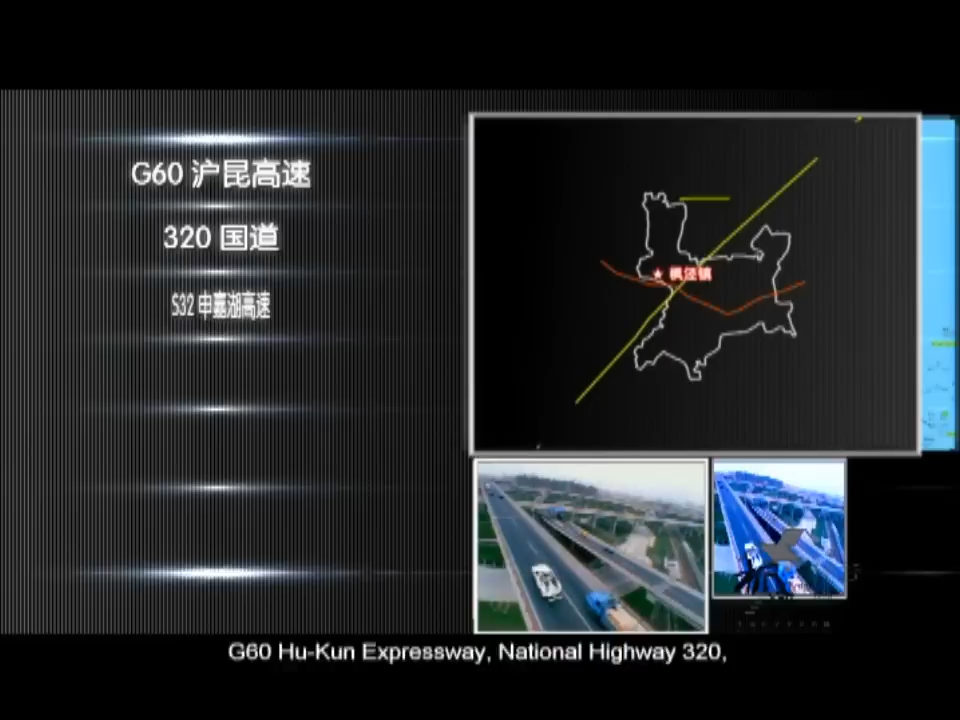 G60 沪昆高速
320 国道
S32 申嘉湖高速
★ 枫泾镇
G60 Hu-Kun Expressway, National Highway 320,